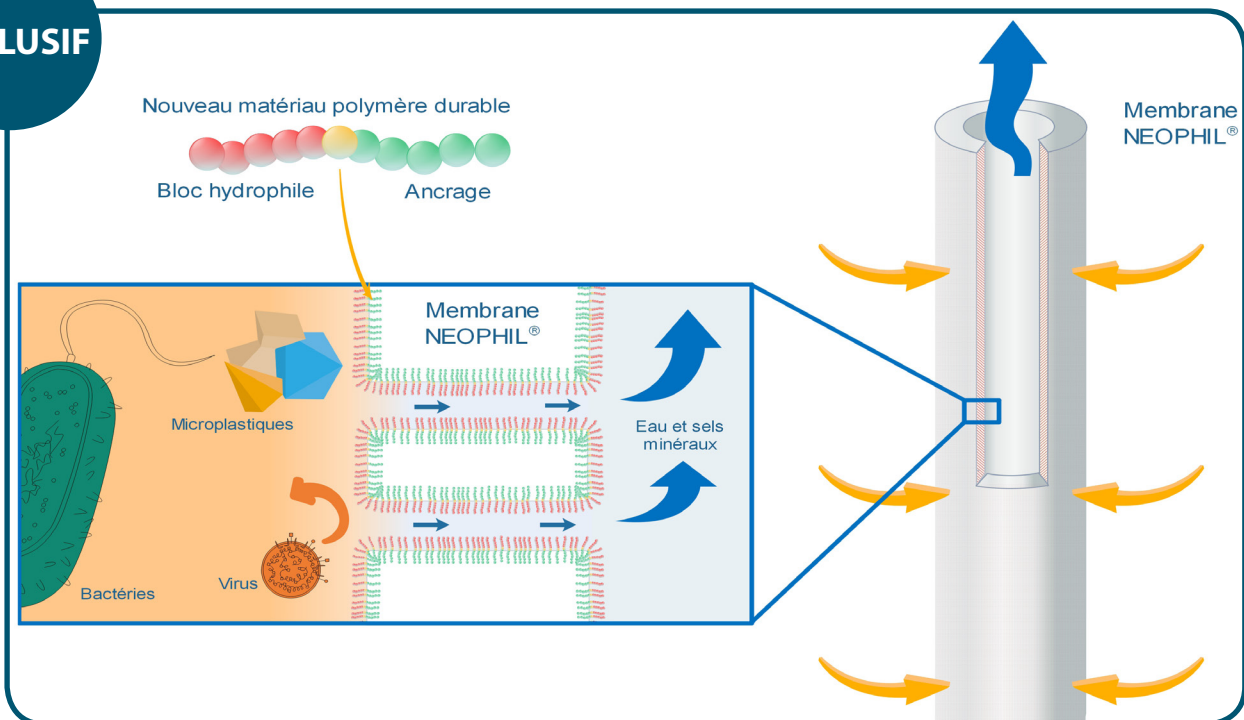 LUSIF
Nouveau matériau polymère durable
Bloc hydrophile
Ancrage
Membrane
NEOPHIL®
Membrane
NEOPHIL®
Microplastiques
Eau et sels
minéraux
Virus
Bactéries